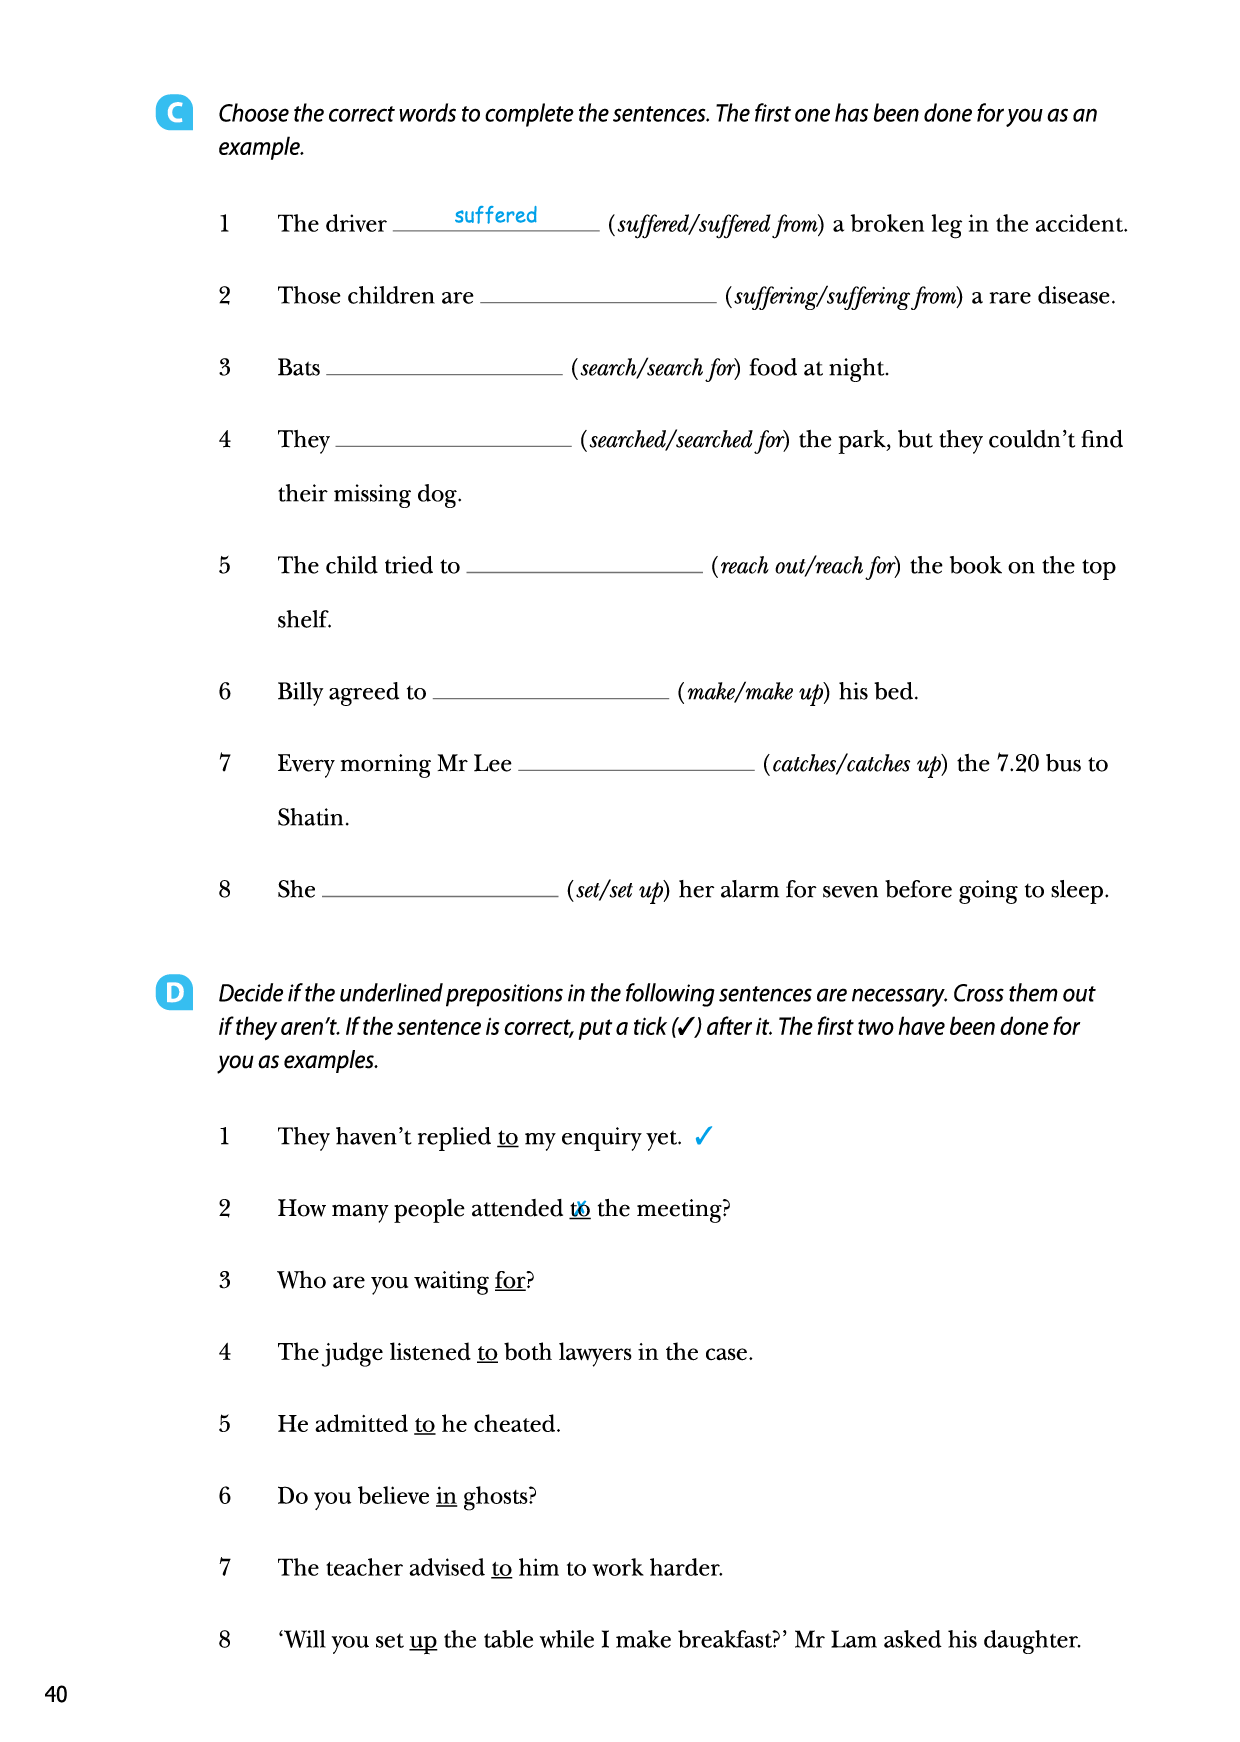 C Choose the correct words to complete the sentences. The first one has been done for you as an
example.
1 The driver suffered (suffered/suffered from) a broken leg in the accident.
2 Those children are ____ (suffering/suffering from) a rare disease.
3 Bats ____ (search/search for) food at night.
4 They ____ (searched/searched for) the park, but they couldn’t find
their missing dog.
5 The child tried to ____ (reach out/reach for) the book on the top
shelf.
6 Billy agreed to ____ (make/make up) his bed.
7 Every morning Mr Lee ____ (catches/catches up) the 7.20 bus to
Shatin.
8 She ____ (set/set up) her alarm for seven before going to sleep.
D Decide if the underlined prepositions in the following sentences are necessary. Cross them out
if they aren’t. If the sentence is correct, put a tick (✓) after it. The first two have been done for
you as examples.
1 They haven’t replied to my enquiry yet. ✓
2 How many people attended to the meeting?
3 Who are you waiting for?
4 The judge listened to both lawyers in the case.
5 He admitted to he cheated.
6 Do you believe in ghosts?
7 The teacher advised to him to work harder.
8 ‘Will you set up the table while I make breakfast?’ Mr Lam asked his daughter.
40